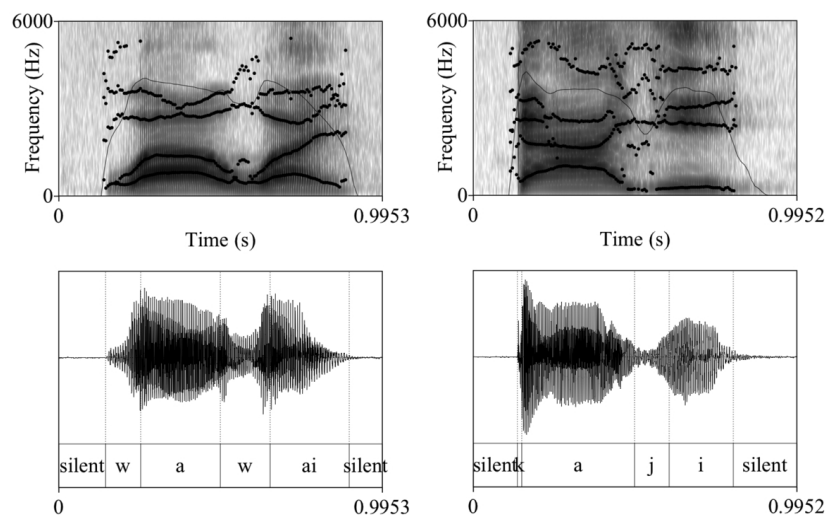 6000
Frequency (Hz)
0
0 0.9953
Time (s)
6000
Frequency (Hz)
0
0 0.9952
Time (s)
silent w a w ai silent
0 0.9953
silent k a j i silent
0 0.9952